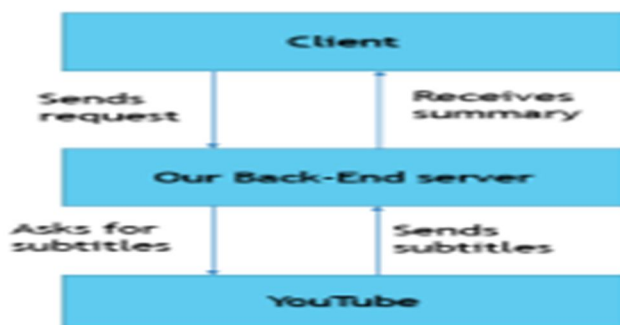 Client
Sends
request
Receives
summary
Our Back-End server
Asks for
subtitles
Sends
subtitles
YouTube